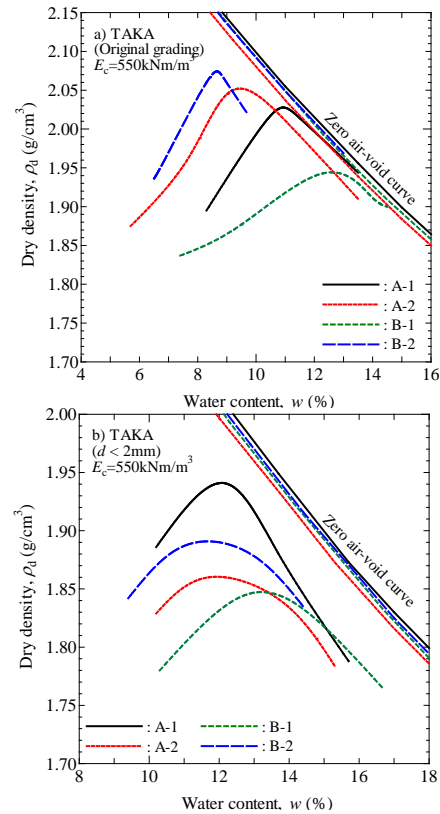 2.15
2.10
2.05
2.00
1.95
1.90
1.85
1.80
1.75
1.70
Dry density, ρd (g/cm³)
a) TAKA
(Original grading)
Ec=550kNm/m³
Zero air-void curve
: A-1
: A-2
: B-1
: B-2
4 6 8 10 12 14 16
Water content, w (%)
2.00
1.95
1.90
1.85
1.80
1.75
1.70
Dry density, ρd (g/cm³)
b) TAKA
(d < 2mm)
Ec=550kNm/m³
Zero air-void curve
: A-1 : B-1
: A-2 : B-2
8 10 12 14 16 18
Water content, w (%)